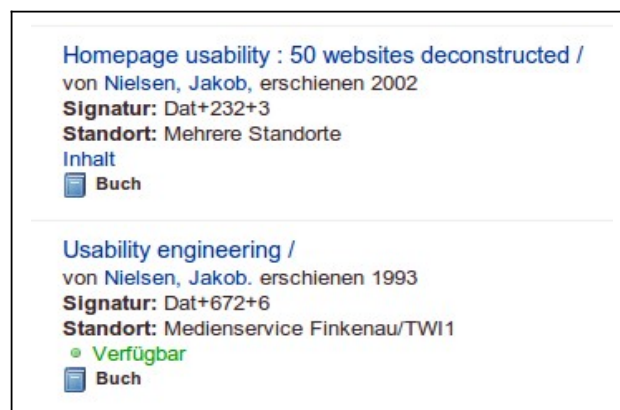 Homepage usability : 50 websites deconstructed /
von Nielsen, Jakob, erschienen 2002
Signatur: Dat+232+3
Standort: Mehrere Standorte
Inhalt
Buch
Usability engineering /
von Nielsen, Jakob. erschienen 1993
Signatur: Dat+672+6
Standort: Medienservice Finkenau/TWI1
Verfügbar
Buch